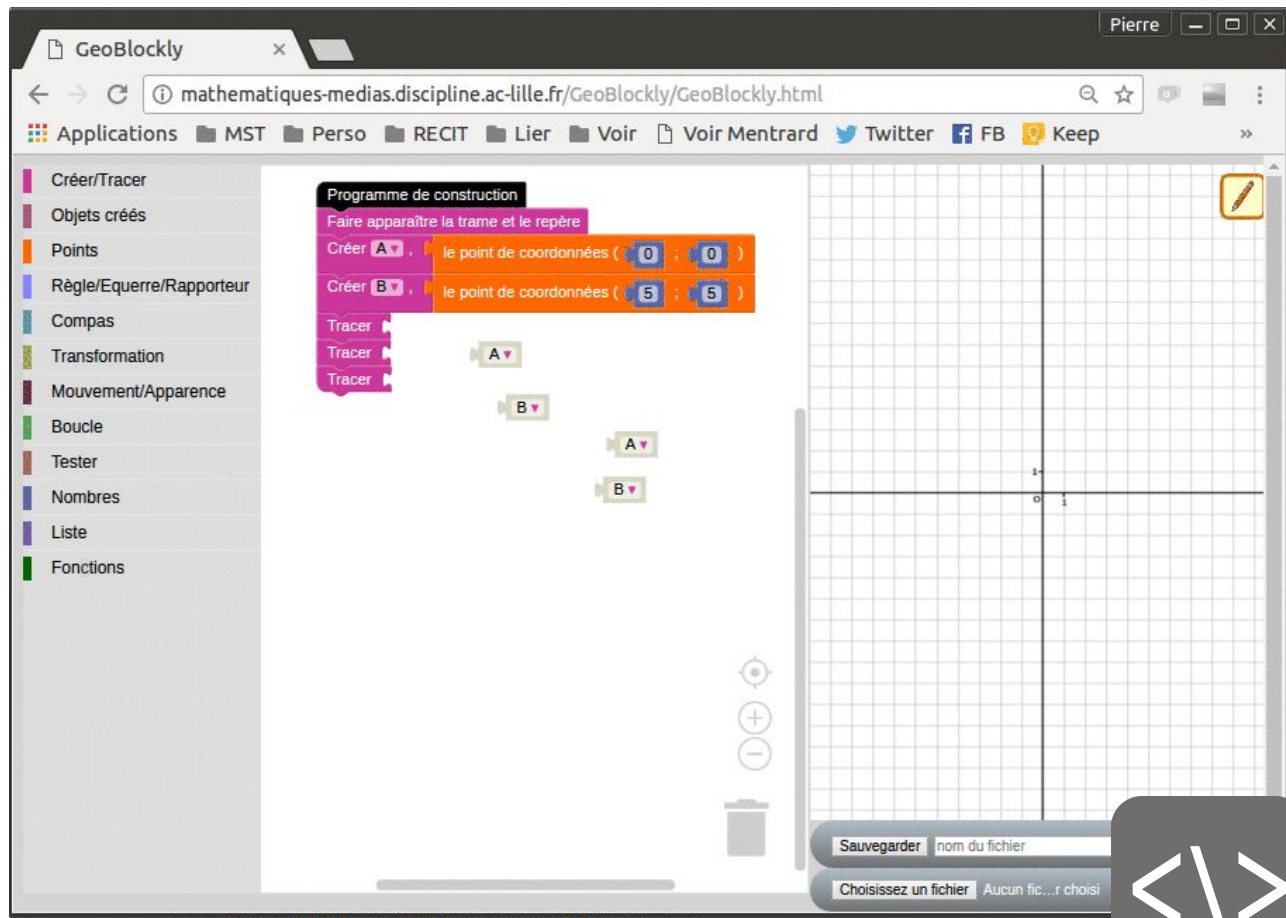 Pierre
GeoBlockly
mathematiques-medias.discipline.ac-lille.fr/GeoBlockly/GeoBlockly.html
Applications MST Perso RECIT Lier Voir Voir Mentrard Twitter FB Keep »
Créer/Tracer
Objets créés
Points
Règle/Equerre/Rapporteur
Compas
Transformation
Mouvement/Apparence
Boucle
Tester
Nombres
Liste
Fonctions
Programme de construction
Faire apparaître la trame et le repère
Créer A , le point de coordonnées ( 0 ; 0 )
Créer B , le point de coordonnées ( 5 ; 5 )
Tracer
Tracer
Tracer
A
B
A
B
1
0 1
Sauvegarder nom du fichier
Choisissez un fichier Aucun fic...r choisi
<\>